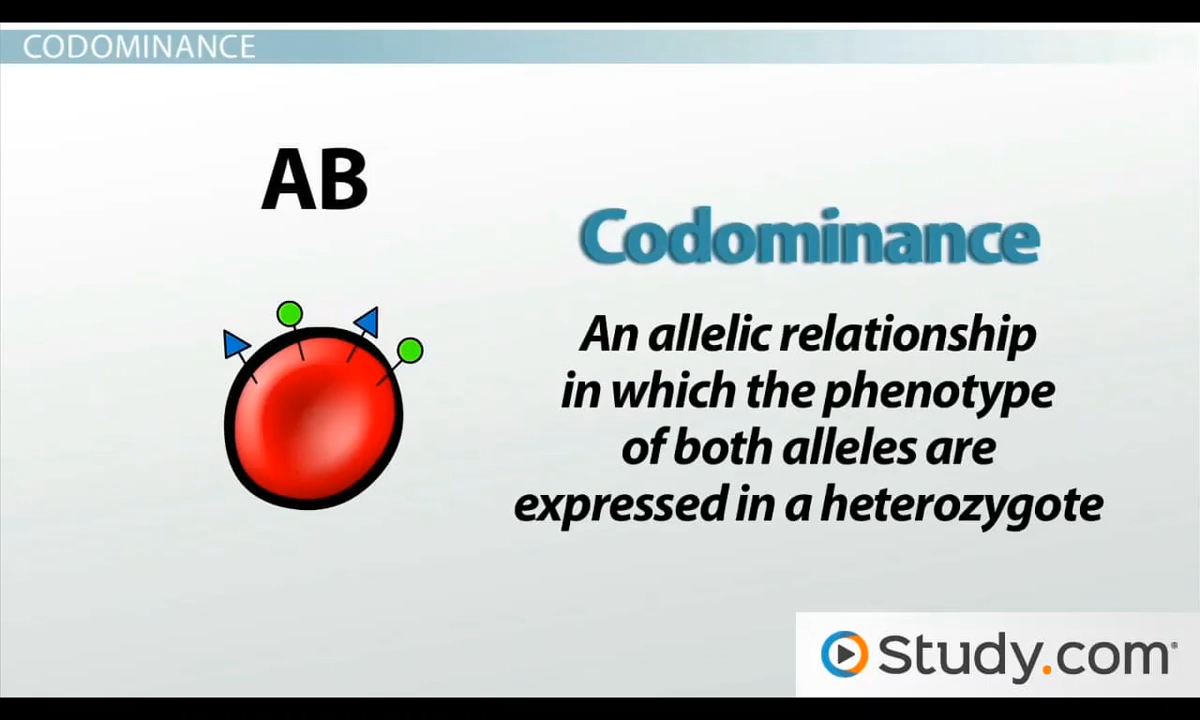 CODOMINANCE
AB
Codominance
An allelic relationship
in which the phenotype
of both alleles are
expressed in a heterozygote
Study.com®